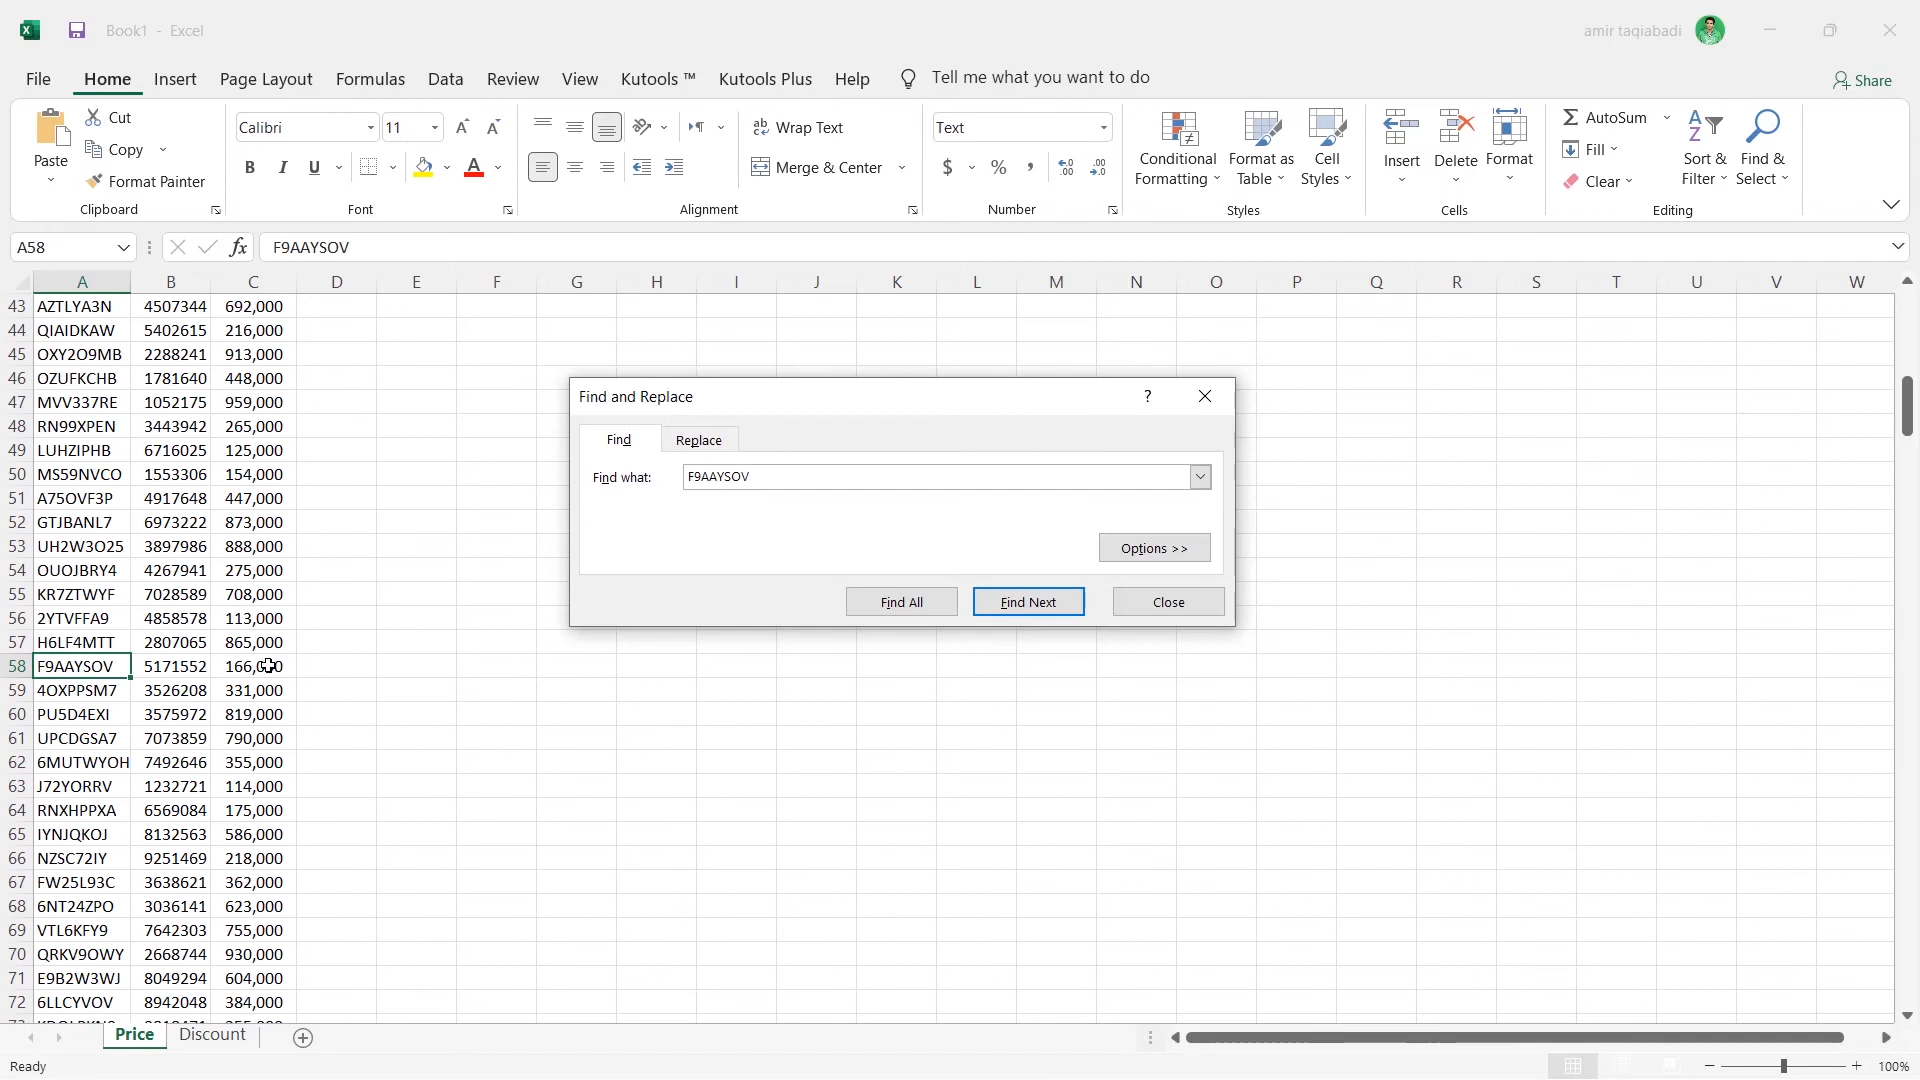 Book1 - Excel
amir taqiabadi
File Home Insert Page Layout Formulas Data Review View Kutools ™ Kutools Plus Help Tell me what you want to do Share
Paste
Cut
Copy
Format Painter
Clipboard
Calibri 11
B I U A
Font
ab Wrap Text
Merge & Center
Alignment
Text
$ % ,
Number
Conditional Formatting
Format as Table
Cell Styles
Styles
Insert Delete Format
Cells
AutoSum
Fill
Clear
Sort & Filter
Find & Select
Editing
A58 fx F9AAYSOV
A B C D E F G H I J K L M N O P Q R S T U V W
43 AZTLYA3N 4507344 692,000
44 QIAIDKAW 5402615 216,000
45 OXY2O9MB 2288241 913,000
46 OZUFKCHB 1781640 448,000
47 MVV337RE 1052175 959,000
48 RN99XPEN 3443942 265,000
49 LUHZIPHB 6716025 125,000
50 MS59NVCO 1553306 154,000
51 A75OVF3P 4917648 447,000
52 GTJBANL7 6973222 873,000
53 UH2W3O25 3897986 888,000
54 OUOJBRY4 4267941 275,000
55 KR7ZTWYF 7028589 708,000
56 2YTVFFA9 4858578 113,000
57 H6LF4MTT 2807065 865,000
58 F9AAYSOV 5171552
59 4OXPPSM7 3526208 331,000
60 PU5D4EXI 3575972 819,000
61 UPCDGSA7 7073859 790,000
62 6MUTWYOH 7492646 355,000
63 J72YORRV 1232721 114,000
64 RNXHPPXA 6569084 175,000
65 IYNJQKOJ 8132563 586,000
66 NZSC72IY 9251469 218,000
67 FW25L93C 3638621 362,000
68 6NT24ZPO 3036141 623,000
69 VTL6KFY9 7642303 755,000
70 QRKV9OWY 2668744 930,000
71 E9B2W3WJ 8049294 604,000
72 6LLCYVOV 8942048 384,000
Find and Replace ?
Find Replace
Find what: F9AAYSOV
Options >>
Find All Find Next Close
Price Discount
Ready 100%